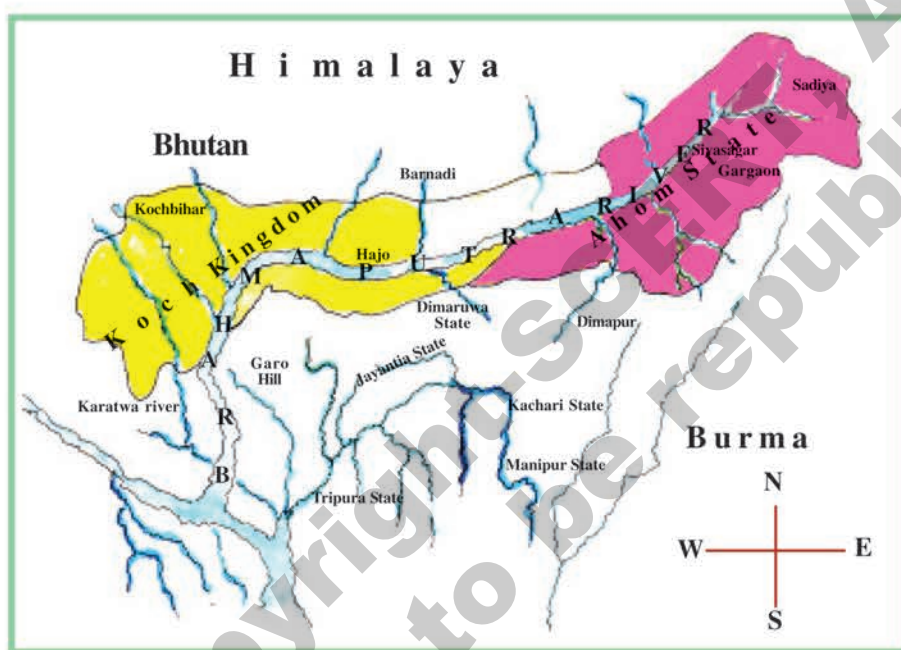 Himalaya
Sadiya
Bhutan
Sivasagar
Gargaon
Barnadi
Kochbihar
Ahom State
Koch Kingdom
Hajo
BRAHMAPUTRA RIVER
Dimaruwa
State
Dimapur
Garo
Hill
Jayantia State
Karatwa river
Kachari State
Burma
Manipur State
Tripura State
N
W E
S